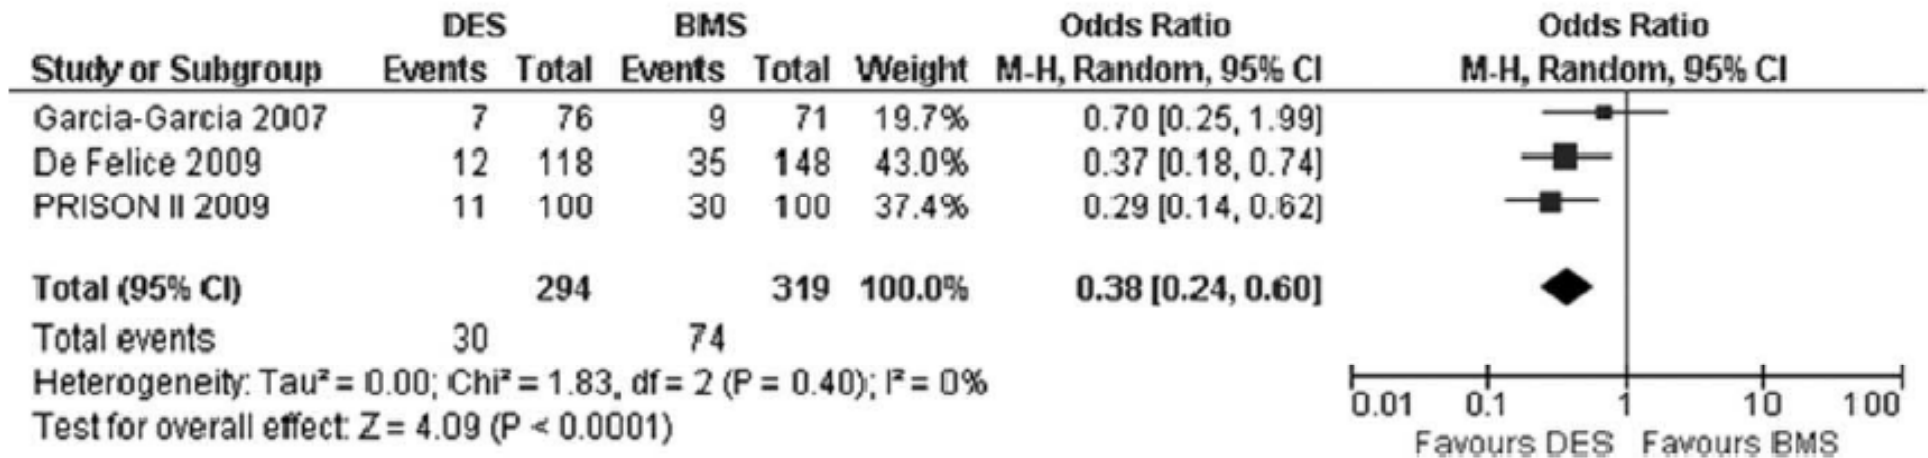 DES BMS Odds Ratio Odds Ratio
Study or Subgroup Events Total Events Total Weight M-H, Random, 95% CI M-H, Random, 95% CI
Garcia-Garcia 2007 7 76 9 71 19.7% 0.70 [0.25, 1.99]
De Felice 2009 12 118 35 148 43.0% 0.37 [0.18, 0.74]
PRISON II 2009 11 100 30 100 37.4% 0.29 [0.14, 0.62]
Total (95% CI) 294 319 100.0% 0.38 [0.24, 0.60]
Total events 30 74
Heterogeneity: Tau² = 0.00; Chi² = 1.83, df = 2 (P = 0.40); I² = 0%
Test for overall effect: Z = 4.09 (P < 0.0001)
0.01 0.1 1 10 100
Favours DES Favours BMS